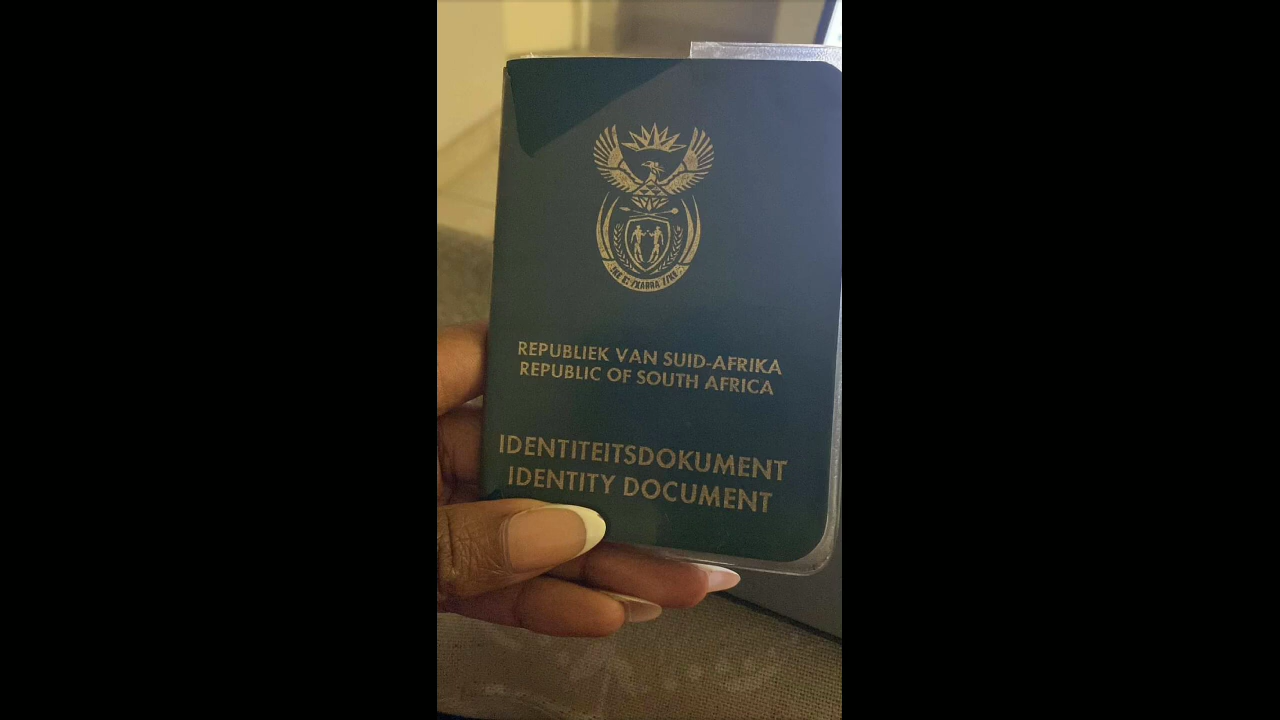 REPUBLIEK VAN SUID-AFRIKA
REPUBLIC OF SOUTH AFRICA
IDENTITEITSDOKUMENT
IDENTITY DOCUMENT